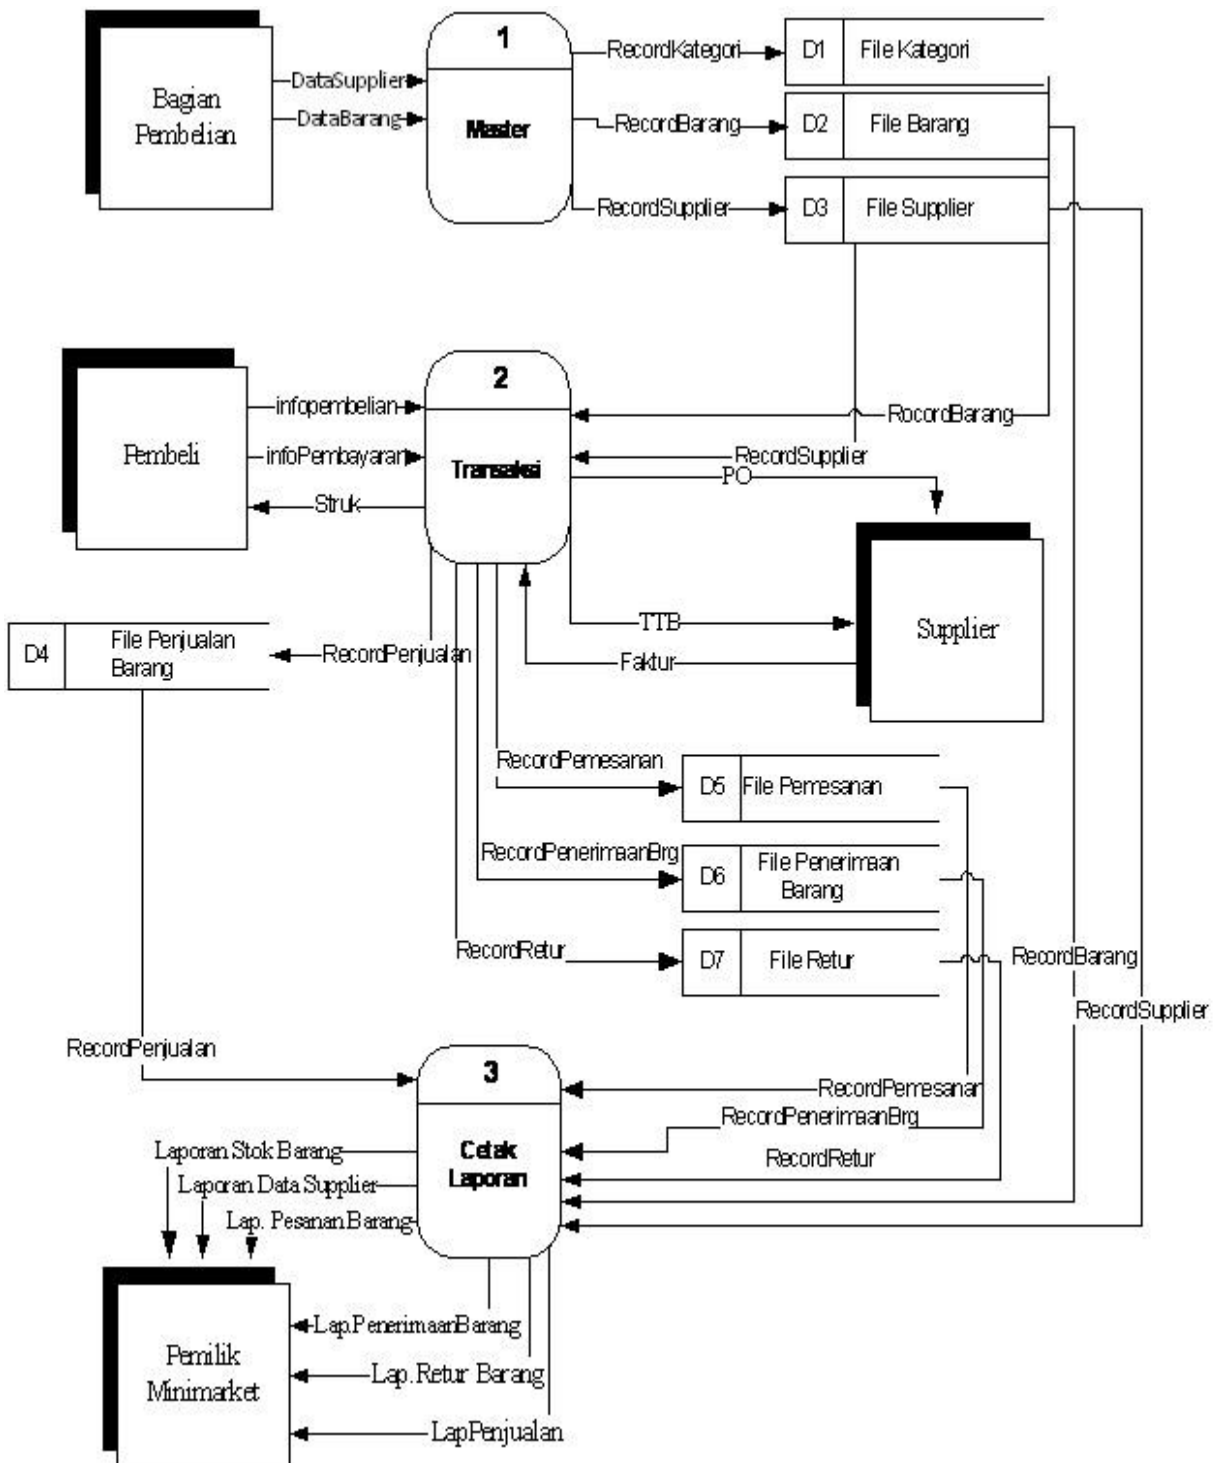 1
RecordKategori
D1
File Kategori
Bagian
Pembelian
DataSupplier
DataBarang
Master
RecordBarang
D2
File Barang
RecordSupplier
D3
File Supplier
2
infopembelian
RocordBarang
Pembeli
infoPembayaran
Transaksi
RecordSupplier
PO
Struk
Supplier
TTB
Faktur
D4
File Penjualan
Barang
RecordPenjualan
RecordPemesanan
D5
File Pemesanan
RecordPenerimaanBrg
D6
File Penerimaan
Barang
RecordRetur
D7
File Retur
RecordBarang
RecordSupplier
RecordPenjualan
3
RecordPemesanan
RecordPenerimaanBrg
RecordRetur
Cetak
Laporan
Laporan Stok Barang
Laporan Data Supplier
Lap. Pesanan Barang
Pemilik
Minimarket
Lap.PenerimaanBarang
Lap. Retur Barang
LapPenjualan